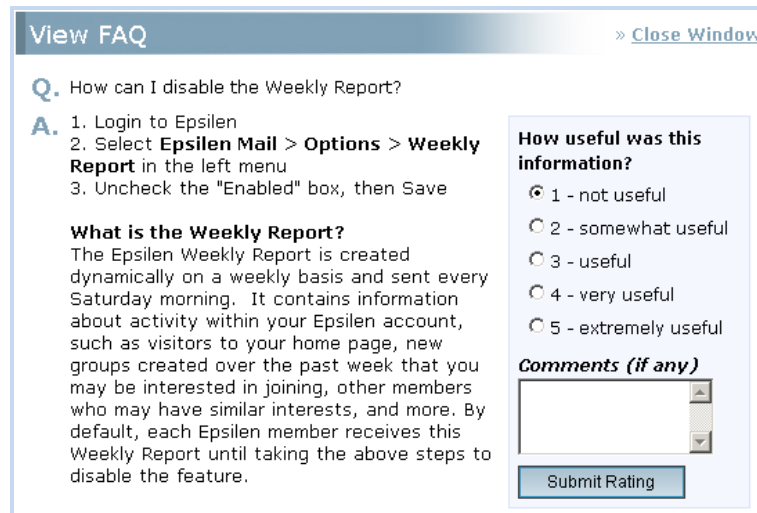 View FAQ
» Close Window
Q. How can I disable the Weekly Report?
A. 1. Login to Epsilen
2. Select Epsilen Mail > Options > Weekly
Report in the left menu
3. Uncheck the "Enabled" box, then Save
What is the Weekly Report?
The Epsilen Weekly Report is created
dynamically on a weekly basis and sent every
Saturday morning.  It contains information
about activity within your Epsilen account,
such as visitors to your home page, new
groups created over the past week that you
may be interested in joining, other members
who may have similar interests, and more. By
default, each Epsilen member receives this
Weekly Report until taking the above steps to
disable the feature.
How useful was this
information?
1 - not useful
2 - somewhat useful
3 - useful
4 - very useful
5 - extremely useful
Comments (if any)
Submit Rating